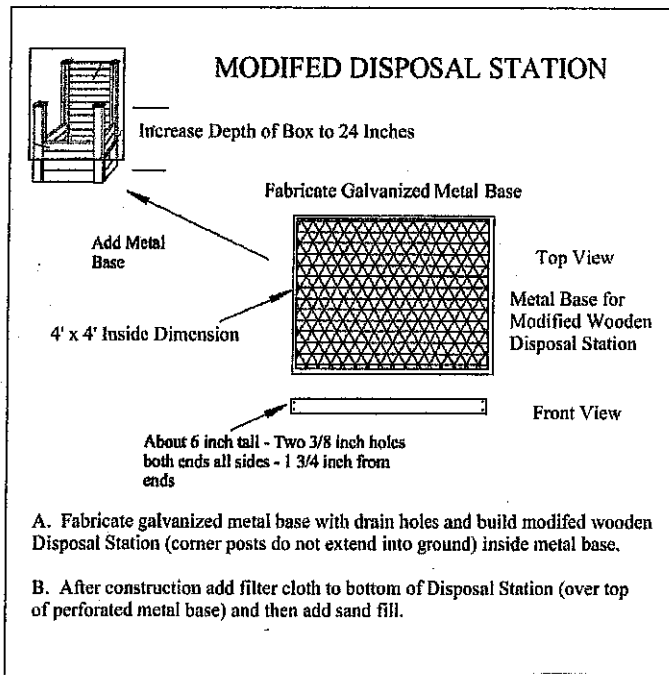 MODIFED DISPOSAL STATION
Increase Depth of Box to 24 Inches
Fabricate Galvanized Metal Base
Add Metal
Base
Top View
4' x 4' Inside Dimension
Metal Base for
Modified Wooden
Disposal Station
Front View
About 6 inch tall - Two 3/8 inch holes
both ends all sides - 1 3/4 inch from
ends
A. Fabricate galvanized metal base with drain holes and build modifed wooden
Disposal Station (corner posts do not extend into ground) inside metal base.
B. After construction add filter cloth to bottom of Disposal Station (over top
of perforated metal base) and then add sand fill.